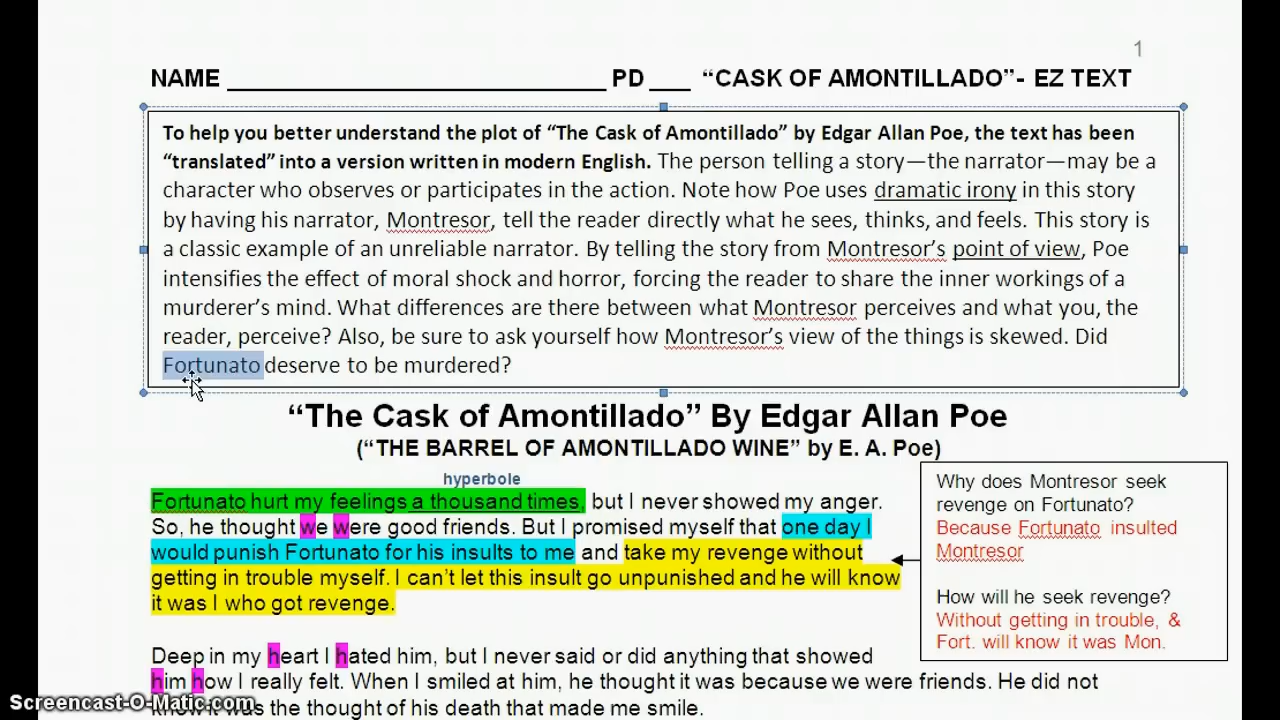 1
NAME ______________________________ PD ___ “CASK OF AMONTILLADO”- EZ TEXT
To help you better understand the plot of “The Cask of Amontillado” by Edgar Allan Poe, the text has been
“translated” into a version written in modern English. The person telling a story—the narrator—may be a
character who observes or participates in the action. Note how Poe uses dramatic irony in this story
by having his narrator, Montresor, tell the reader directly what he sees, thinks, and feels. This story is
a classic example of an unreliable narrator. By telling the story from Montresor’s point of view, Poe
intensifies the effect of moral shock and horror, forcing the reader to share the inner workings of a
murderer’s mind. What differences are there between what Montresor perceives and what you, the
reader, perceive? Also, be sure to ask yourself how Montresor’s view of the things is skewed. Did
Fortunato deserve to be murdered?
“The Cask of Amontillado” By Edgar Allan Poe
(“THE BARREL OF AMONTILLADO WINE” by E. A. Poe)
hyperbole
Fortunato hurt my feelings a thousand times, but I never showed my anger.
So, he thought we were good friends. But I promised myself that one day I
would punish Fortunato for his insults to me and take my revenge without
getting in trouble myself. I can’t let this insult go unpunished and he will know
it was I who got revenge.
Why does Montresor seek
revenge on Fortunato?
Because Fortunato insulted
Montresor
How will he seek revenge?
Without getting in trouble, &
Fort. will know it was Mon.
Deep in my heart I hated him, but I never said or did anything that showed
him how I really felt. When I smiled at him, he thought it was because we were friends. He did not
know it was the thought of his death that made me smile.
Screencast-O-Matic.com